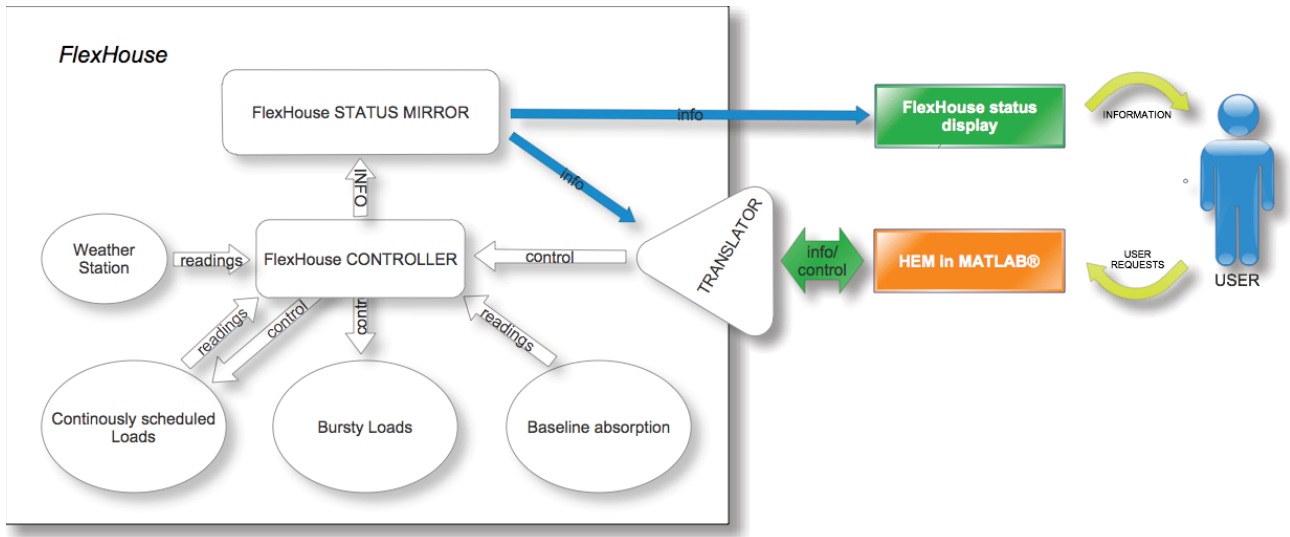 FlexHouse
FlexHouse STATUS MIRROR
info
FlexHouse status
display
INFORMATION
info
INFO
TRANSLATOR
Weather
Station
readings
FlexHouse CONTROLLER
control
info/
control
HEM in MATLAB®
USER
REQUESTS
USER
readings
control
control
readings
Continously scheduled
Loads
Bursty Loads
Baseline absorption